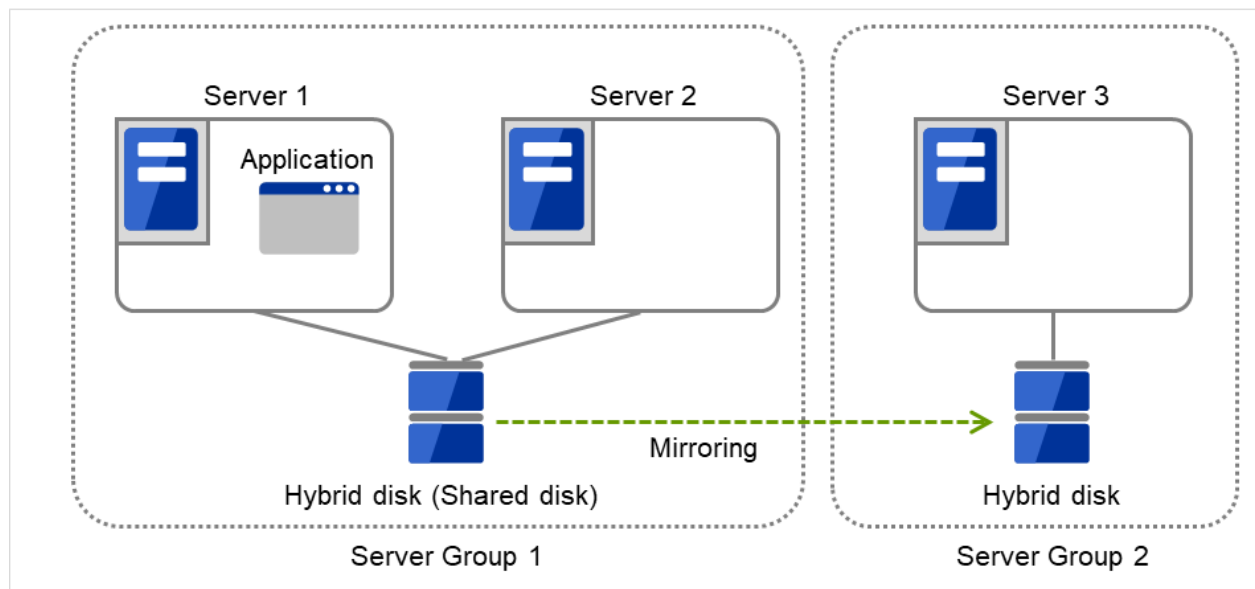 Server 1
Server 2
Server 3
Application
Mirroring
Hybrid disk (Shared disk)
Hybrid disk
Server Group 1
Server Group 2